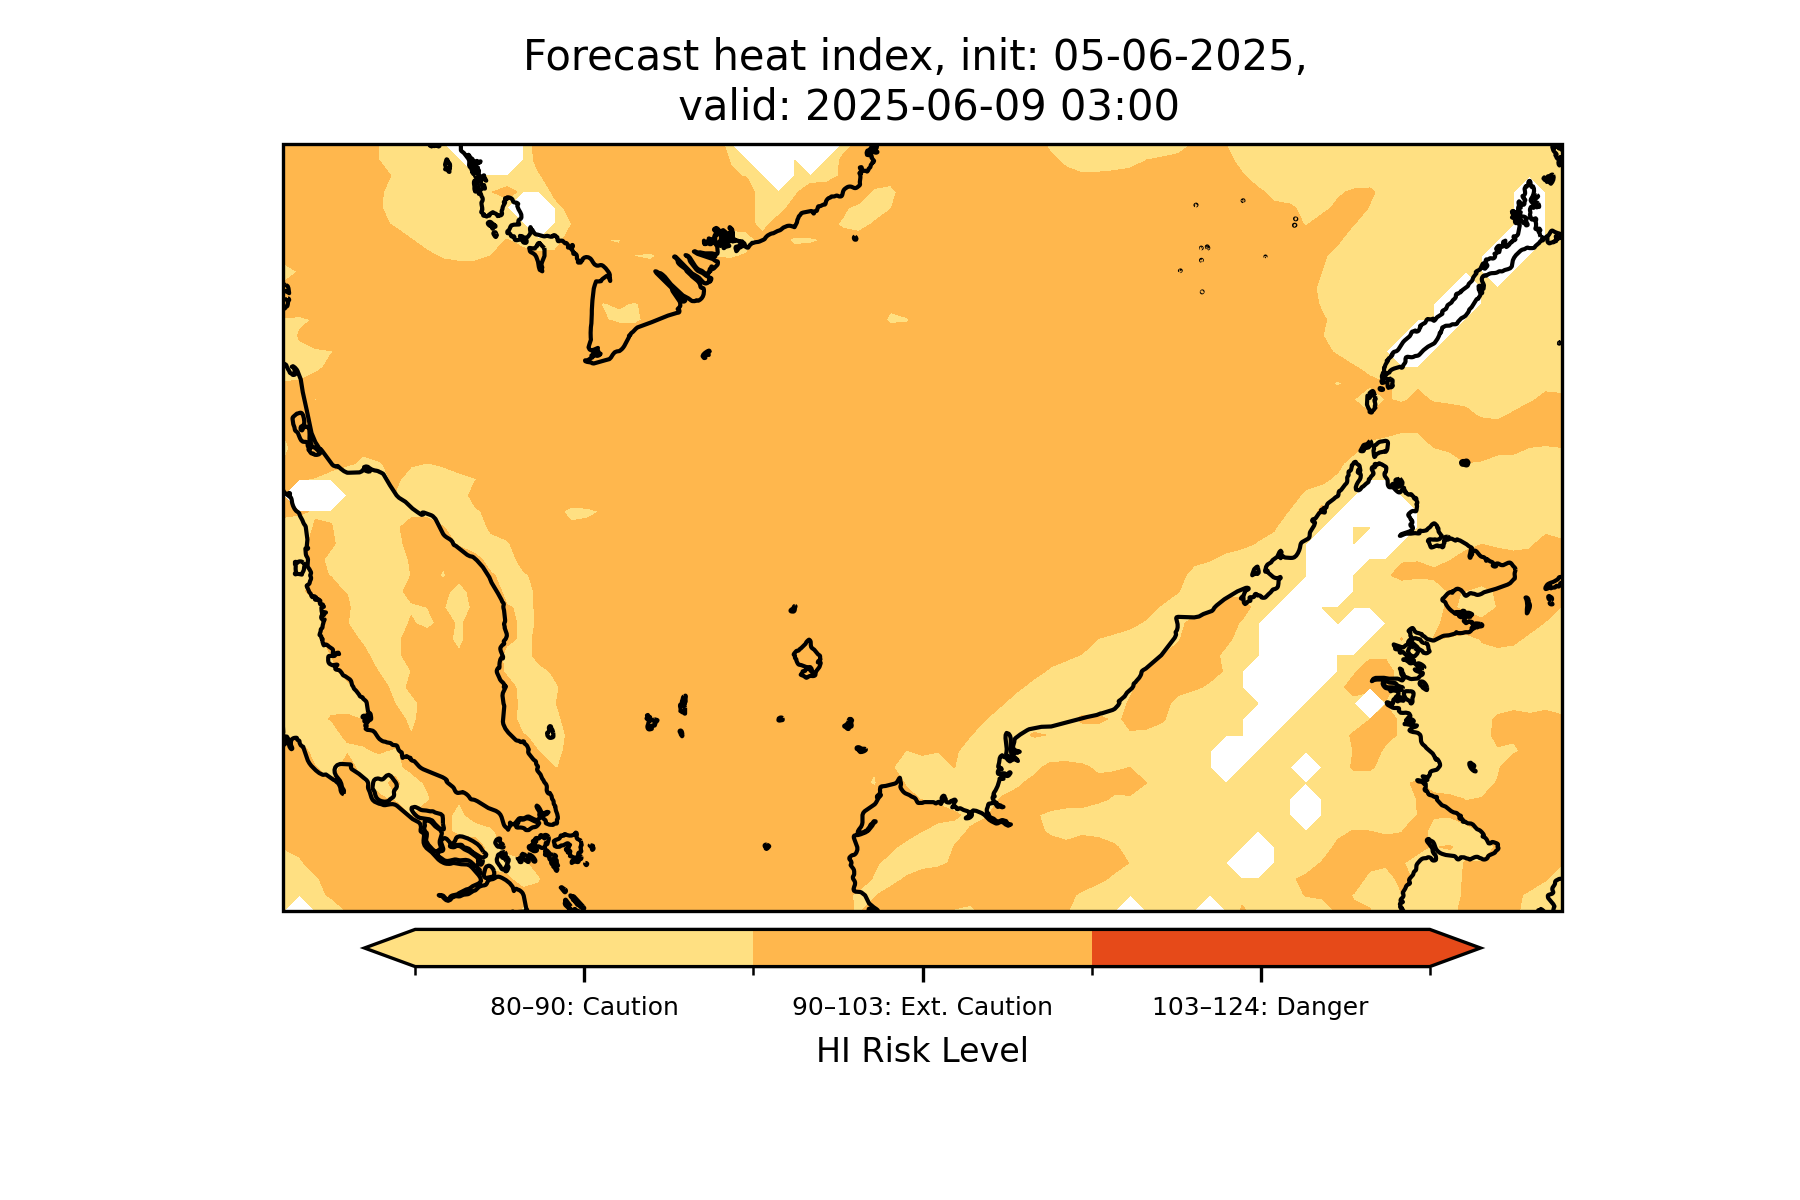 Forecast heat index, init: 05-06-2025,
valid: 2025-06-09 03:00
80–90: Caution
90–103: Ext. Caution
103–124: Danger
HI Risk Level